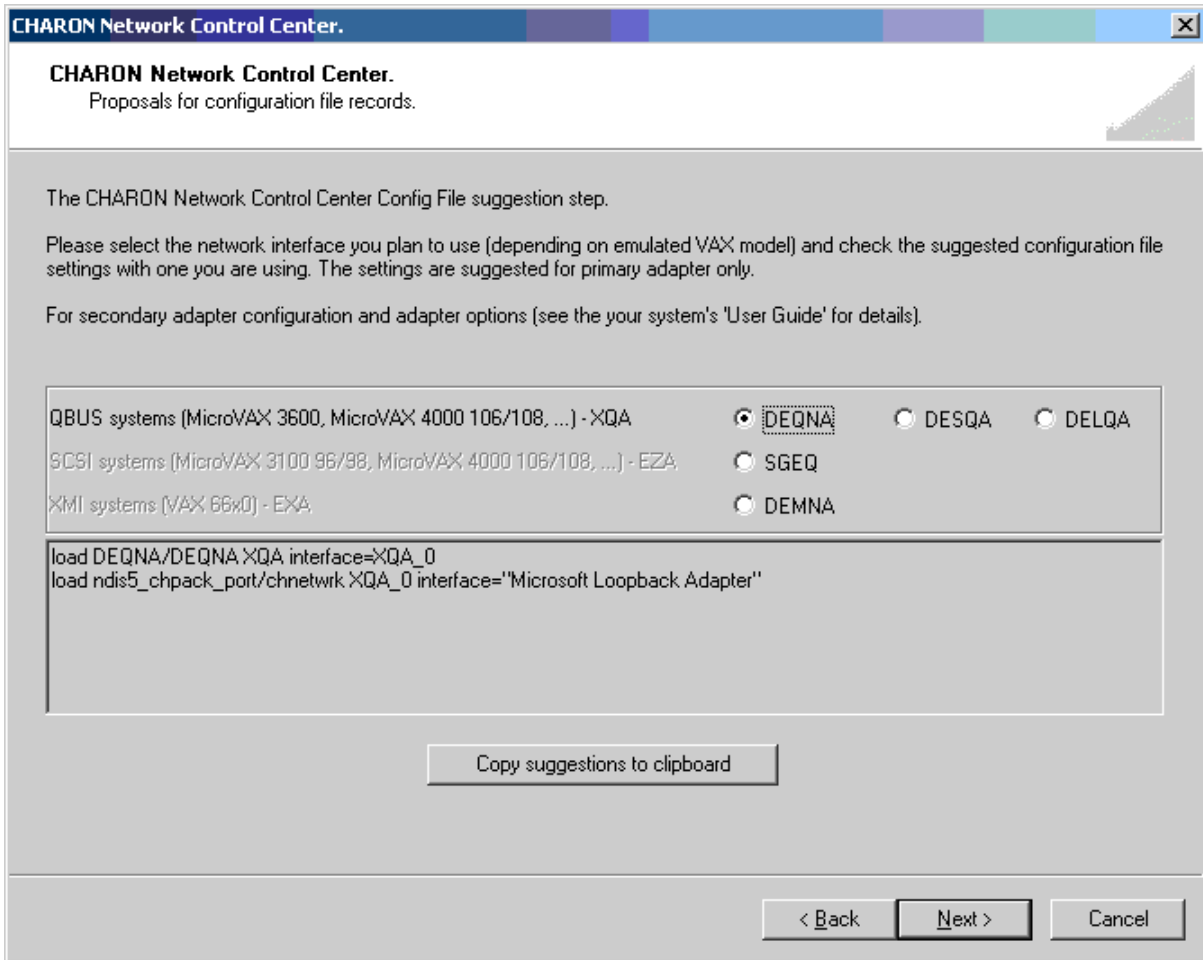 CHARON Network Control Center.
CHARON Network Control Center.
Proposals for configuration file records.
The CHARON Network Control Center Config File suggestion step.
Please select the network interface you plan to use (depending on emulated VAX model) and check the suggested configuration file
settings with one you are using. The settings are suggested for primary adapter only.
For secondary adapter configuration and adapter options (see the your system's 'User Guide' for details).
QBUS systems (MicroVAX 3600, MicroVAX 4000 106/108, ...) - XQA DEQNA DESQA DELQA
SCSI systems (MicroVAX 3100 96/98, MicroVAX 4000 106/108, ...) - EZA SGEQ
XMI systems (VAX 66x0) - EXA DEMNA
load DEQNA/DEQNA XQA interface=XQA_0
load ndis5_chpack_port/chnetwrk XQA_0 interface="Microsoft Loopback Adapter"
Copy suggestions to clipboard
< Back Next > Cancel